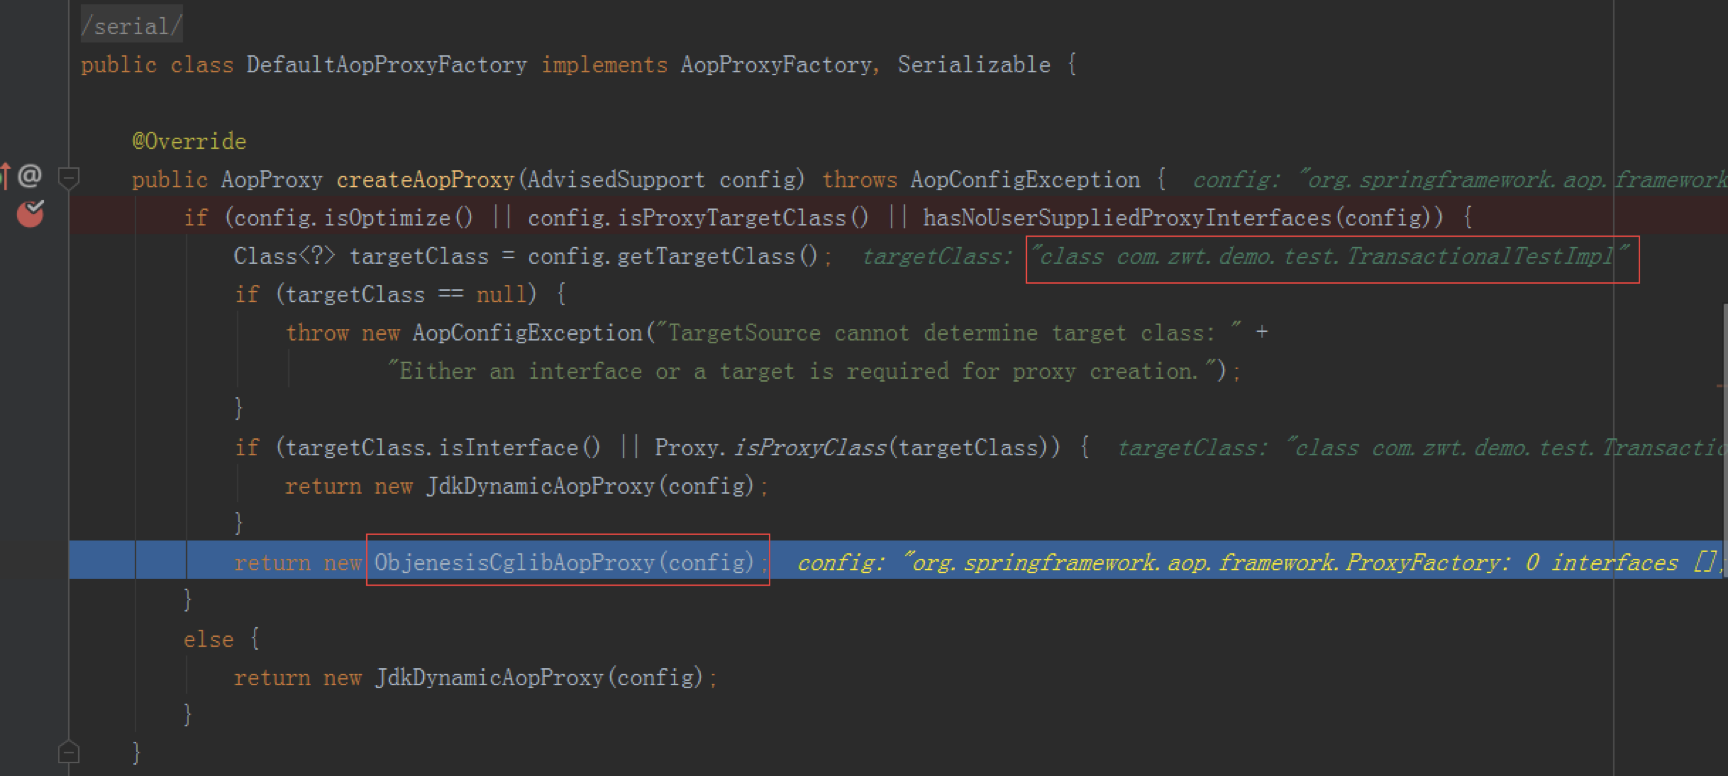 /serial/
public class DefaultAopProxyFactory implements AopProxyFactory, Serializable {
@Override
public AopProxy createAopProxy(AdvisedSupport config) throws AopConfigException {  config: "org.springframework.aop.framework
if (config.isOptimize() || config.isProxyTargetClass() || hasNoUserSuppliedProxyInterfaces(config)) {
Class<?> targetClass = config.getTargetClass();  targetClass: "class com.zwt.demo.test.TransactionalTestImpl"
if (targetClass == null) {
throw new AopConfigException("TargetSource cannot determine target class: " +
"Either an interface or a target is required for proxy creation.");
}
if (targetClass.isInterface() || Proxy.isProxyClass(targetClass)) {  targetClass: "class com.zwt.demo.test.Transactio
return new JdkDynamicAopProxy(config);
}
return new ObjenesisCglibAopProxy(config);  config: "org.springframework.aop.framework.ProxyFactory: 0 interfaces [];
}
else {
return new JdkDynamicAopProxy(config);
}
}